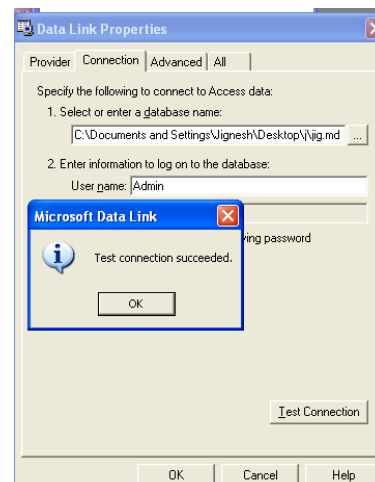 Data Link Properties
Provider Connection Advanced All
Specify the following to connect to Access data:
1. Select or enter a database name:
C:\Documents and Settings\Jignesh\Desktop\j\jig.md ...
2. Enter information to log on to the database:
User name: Admin
Microsoft Data Link
ying password
Test connection succeeded.
OK
Test Connection
OK Cancel Help